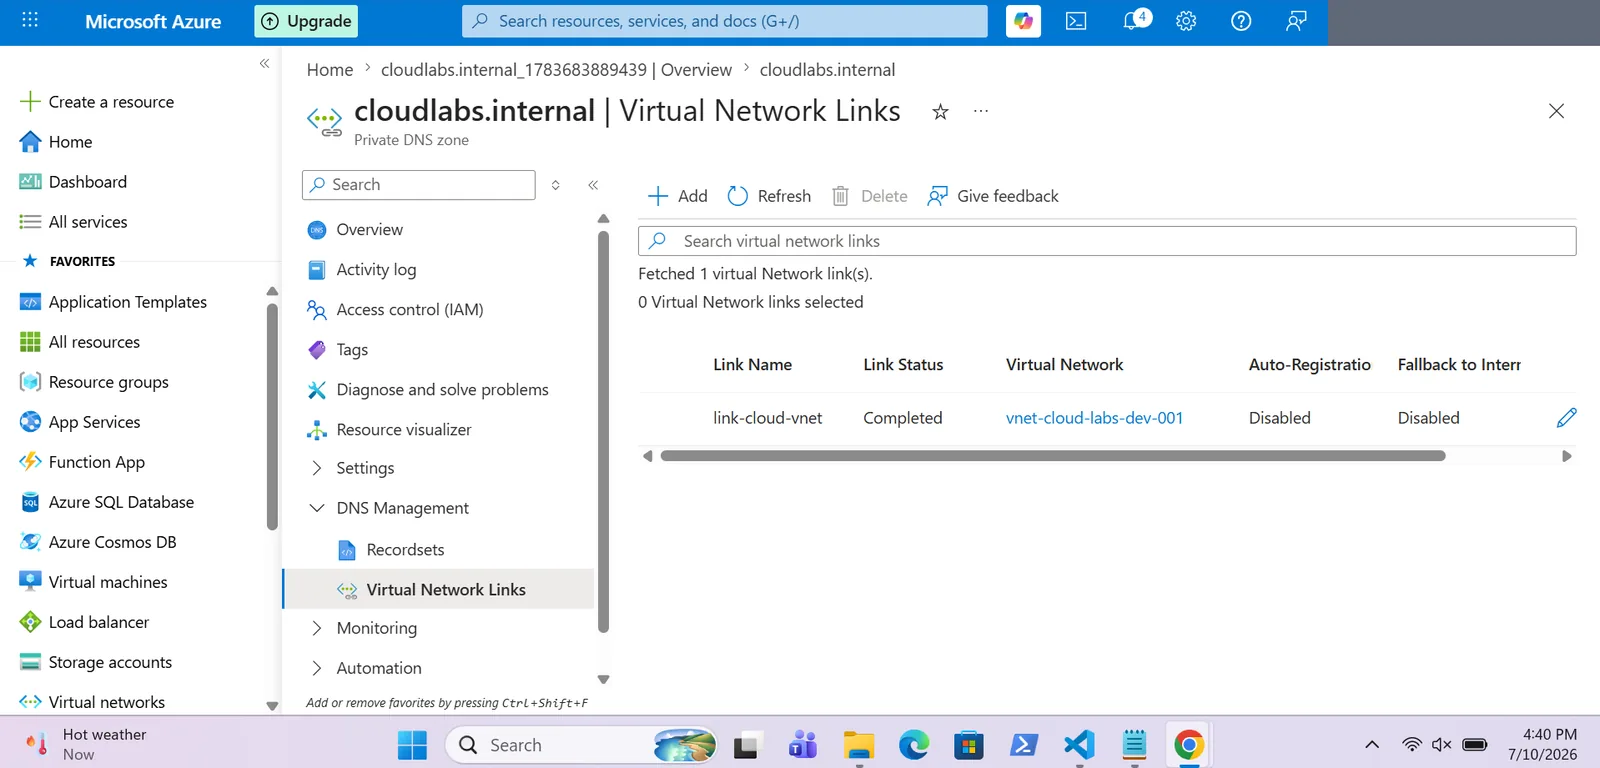 Microsoft Azure
Upgrade
Search resources, services, and docs (G+/)
4
Create a resource
Home
Dashboard
All services
FAVORITES
Application Templates
All resources
Resource groups
App Services
Function App
Azure SQL Database
Azure Cosmos DB
Virtual machines
Load balancer
Storage accounts
Virtual networks
Home > cloudlabs.internal_1783683889439 | Overview > cloudlabs.internal
cloudlabs.internal | Virtual Network Links
Private DNS zone
Search
Overview
Activity log
Access control (IAM)
Tags
Diagnose and solve problems
Resource visualizer
Settings
DNS Management
Recordsets
Virtual Network Links
Monitoring
Automation
Add or remove favorites by pressing Ctrl+Shift+F
Add Refresh Delete Give feedback
Search virtual network links
Fetched 1 virtual Network link(s).
0 Virtual Network links selected
Link Name Link Status Virtual Network Auto-Registratio Fallback to Interr
link-cloud-vnet Completed vnet-cloud-labs-dev-001 Disabled Disabled
Hot weather
Now
Search
4:40 PM
7/10/2026